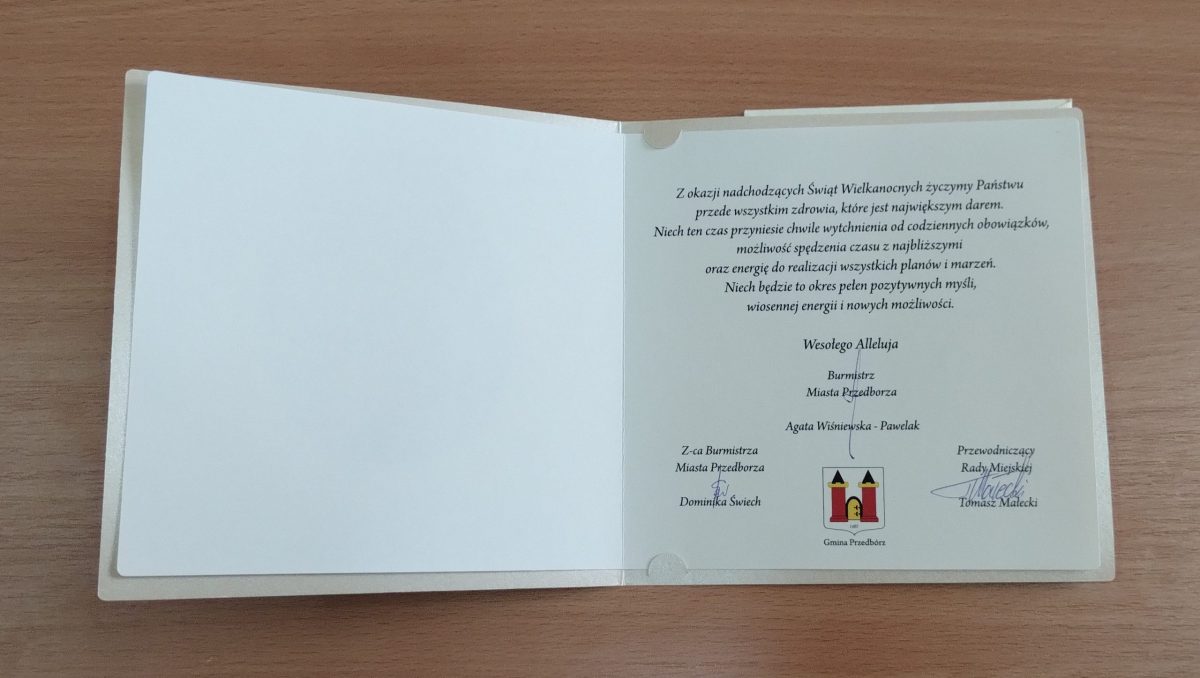 Z okazji nadchodzących Świąt Wielkanocnych życzymy Państwu
przede wszystkim zdrowia, które jest największym darem.
Niech ten czas przyniesie chwile wytchnienia od codziennych obowiązków,
możliwość spędzenia czasu z najbliższymi
oraz energię do realizacji wszystkich planów i marzeń.
Niech będzie to okres pełen pozytywnych myśli,
wiosennej energii i nowych możliwości.
Wesołego Alleluja
Burmistrz
Miasta Przedborza
Agata Wiśniewska - Pawelak
Z-ca Burmistrza
Miasta Przedborza
Dominika Świech
Przewodniczący
Rady Miejskiej
Tomasz Małecki
Gmina Przedbórz